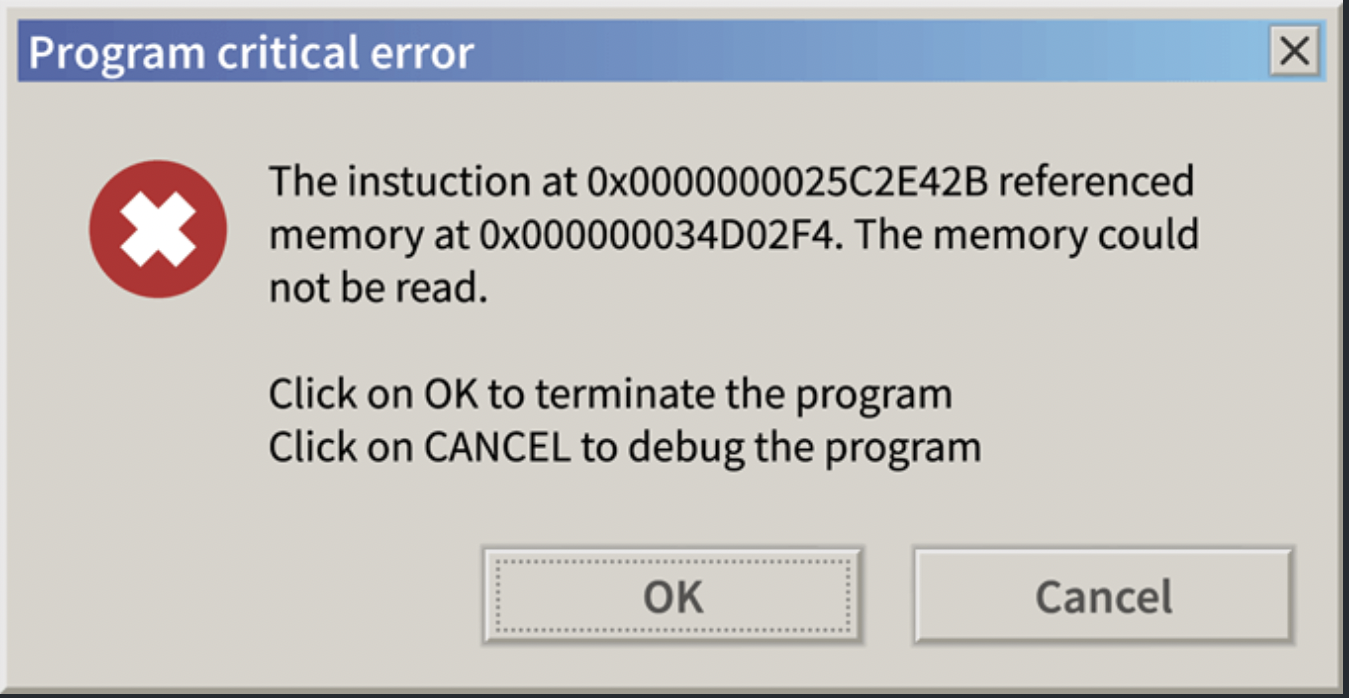 Program critical error
The instuction at 0x0000000025C2E42B referenced
memory at 0x000000034D02F4. The memory could
not be read.
Click on OK to terminate the program
Click on CANCEL to debug the program
OK
Cancel